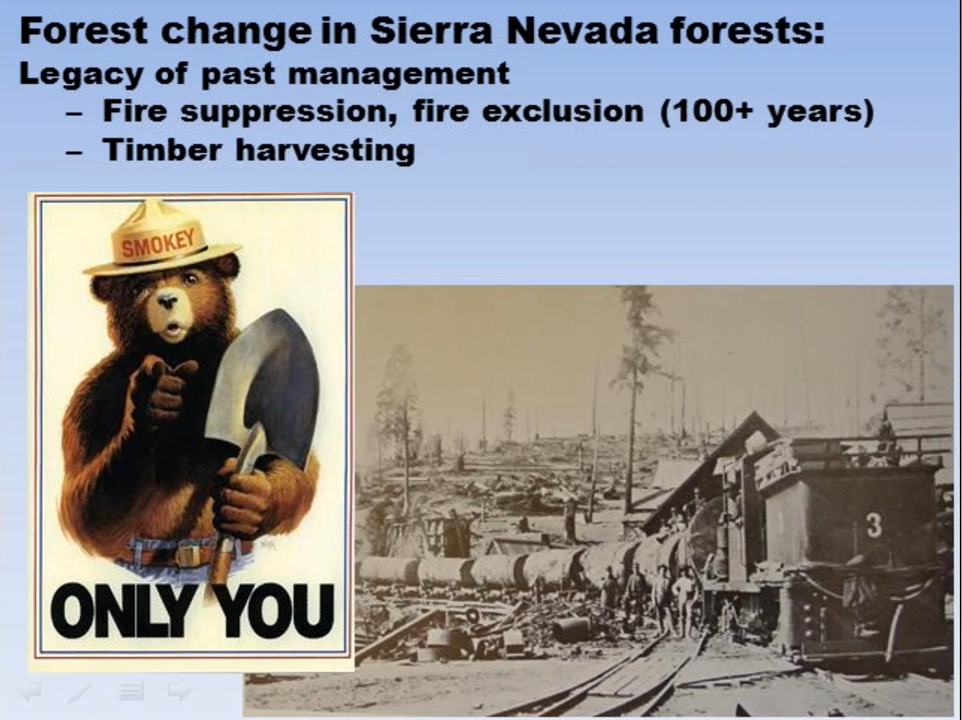 Forest change in Sierra Nevada forests:
Legacy of past management
– Fire suppression, fire exclusion (100+ years)
– Timber harvesting
SMOKEY
ONLY YOU
3